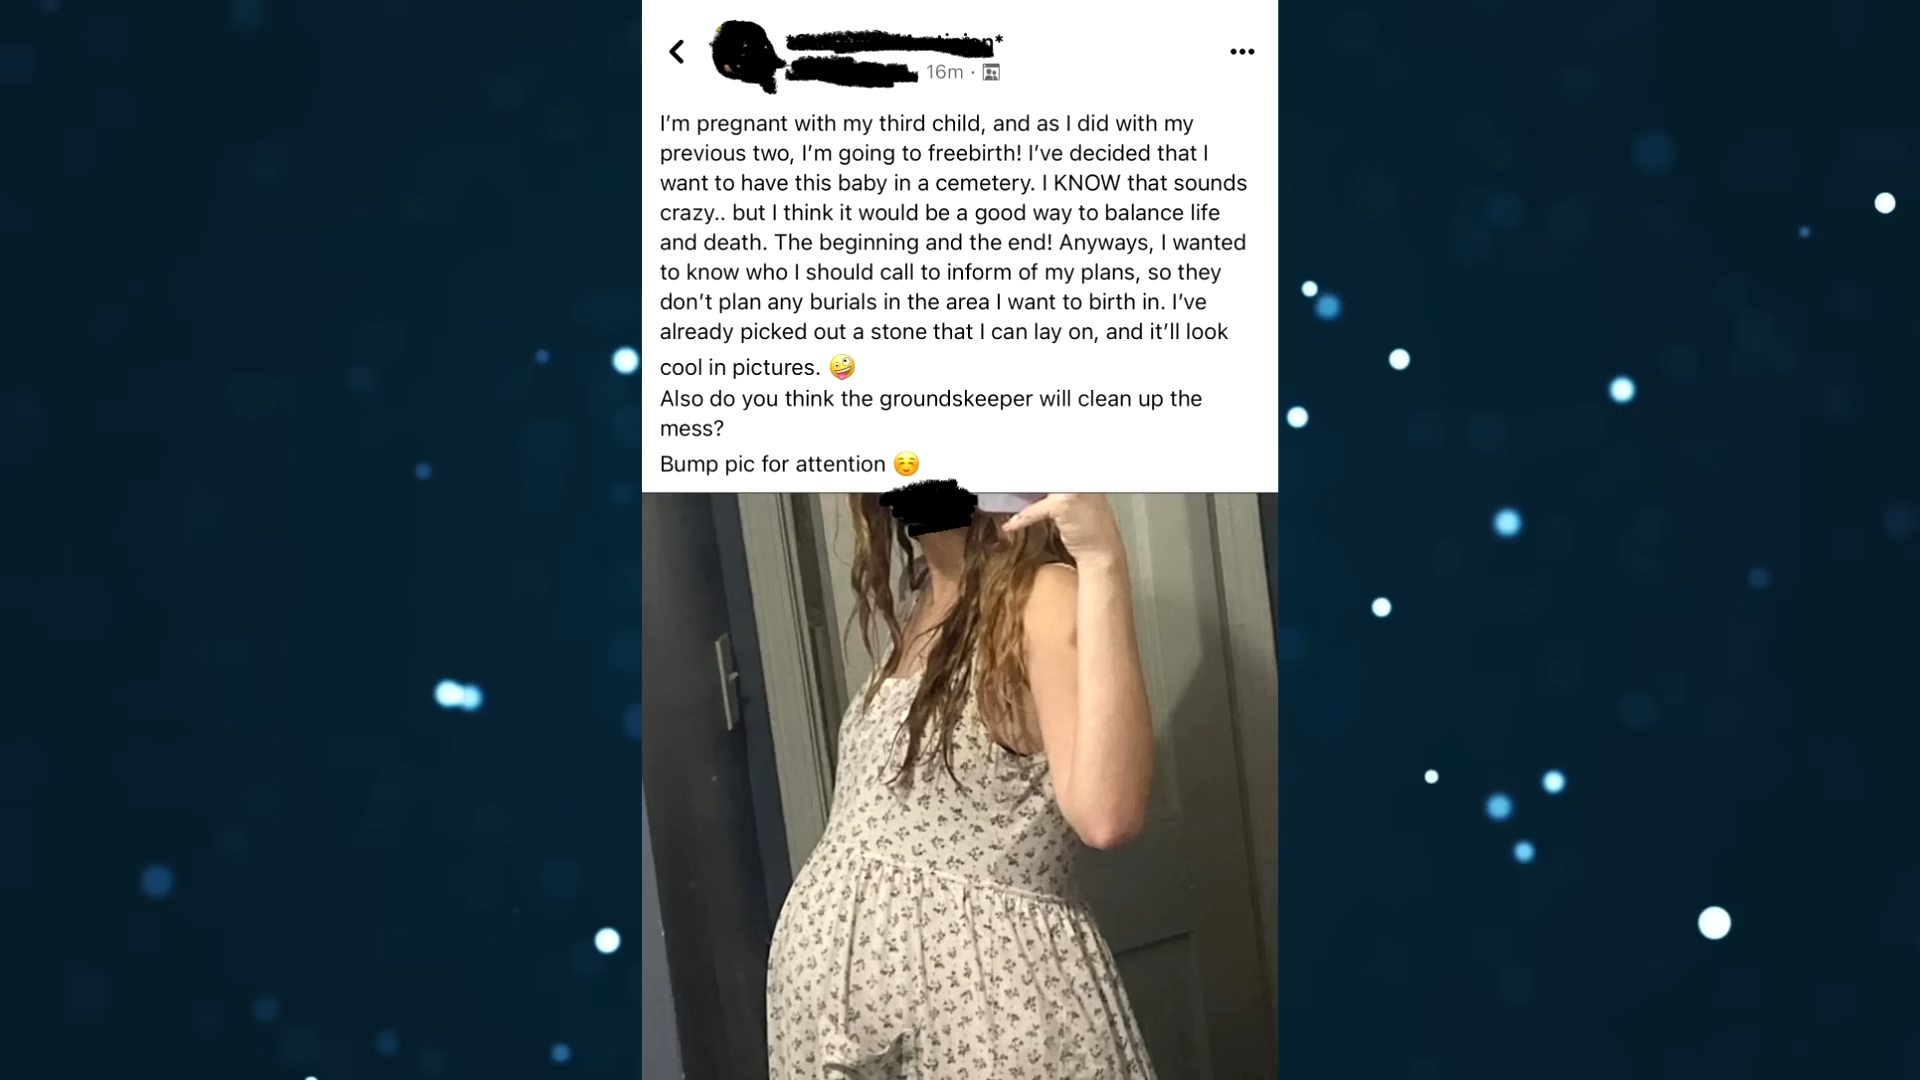 16m ·
I’m pregnant with my third child, and as I did with my
previous two, I’m going to freebirth! I’ve decided that I
want to have this baby in a cemetery. I KNOW that sounds
crazy.. but I think it would be a good way to balance life
and death. The beginning and the end! Anyways, I wanted
to know who I should call to inform of my plans, so they
don’t plan any burials in the area I want to birth in. I’ve
already picked out a stone that I can lay on, and it’ll look
cool in pictures. 🤪
Also do you think the groundskeeper will clean up the
mess?
Bump pic for attention ☺️